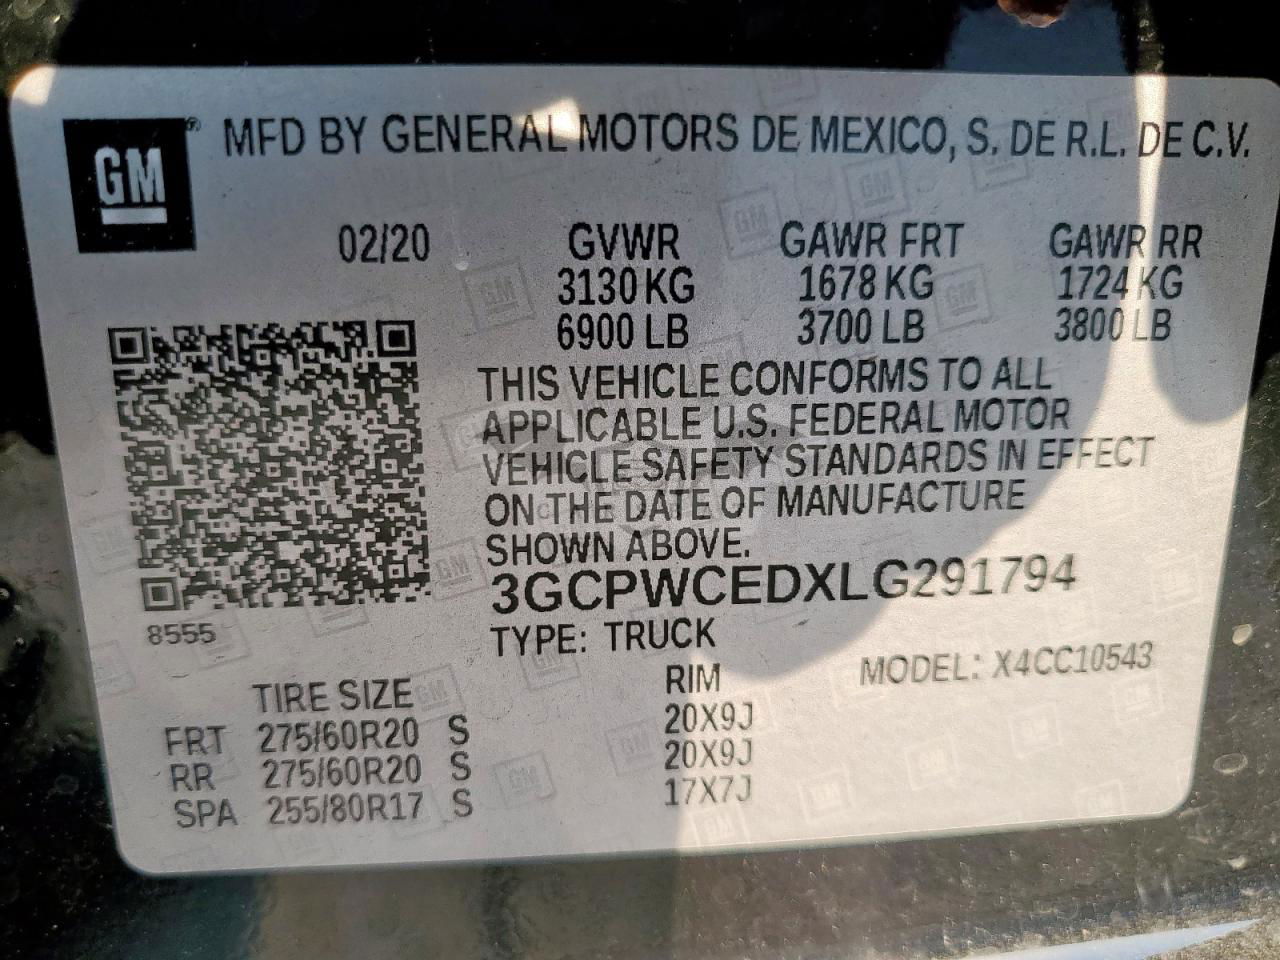 GM
MFD BY GENERAL MOTORS DE MEXICO, S. DE R.L. DE C.V.
02/20 GVWR GAWR FRT GAWR RR
3130 KG 1678 KG 1724 KG
6900 LB 3700 LB 3800 LB
THIS VEHICLE CONFORMS TO ALL
APPLICABLE U.S. FEDERAL MOTOR
VEHICLE SAFETY STANDARDS IN EFFECT
ON THE DATE OF MANUFACTURE
SHOWN ABOVE.
3GCPWCEDXLG291794
8555 TYPE: TRUCK
MODEL: X4CC10543
TIRE SIZE RIM
FRT 275/60R20 S 20X9J
RR 275/60R20 S 20X9J
SPA 255/80R17 S 17X7J